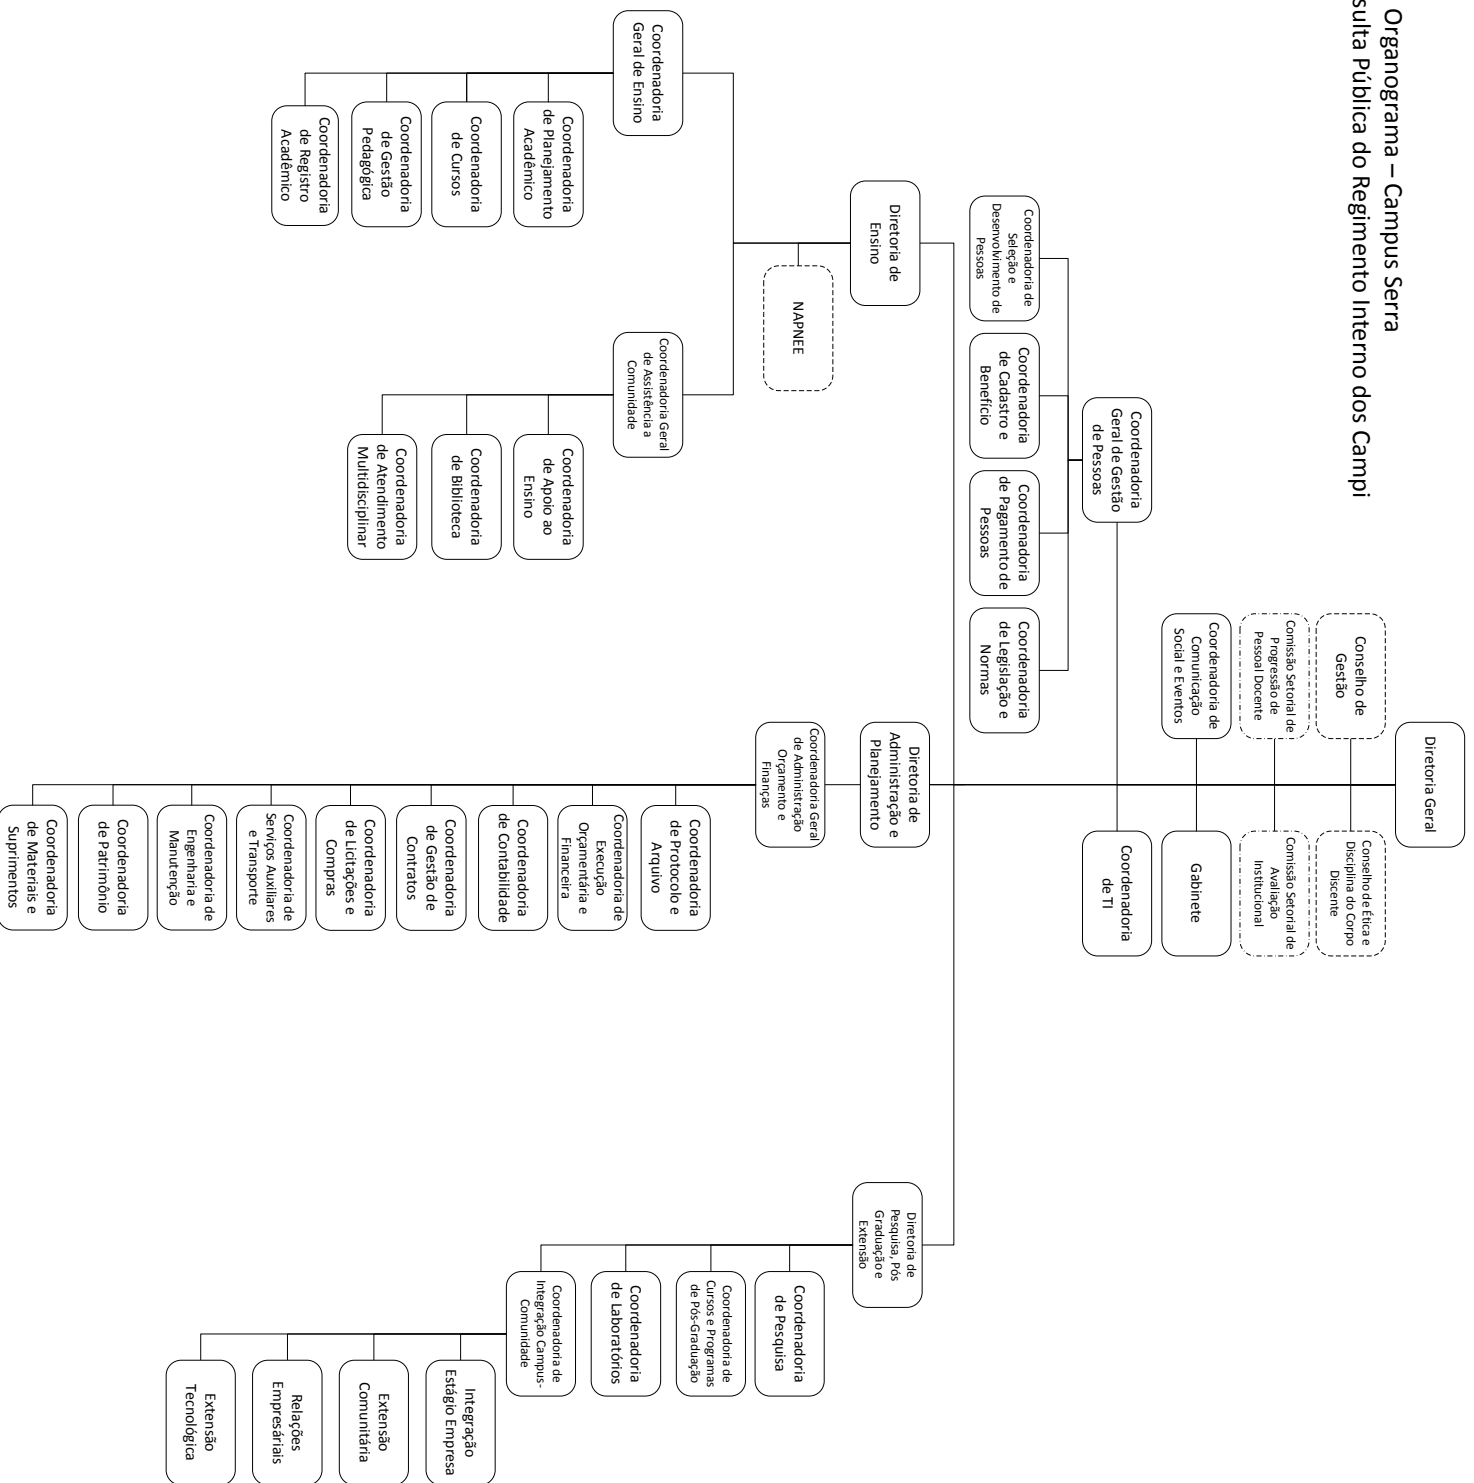 Organograma – Campus Serra
sulta Pública do Regimento Interno dos Campi
Diretoria Geral
Conselho de
Gestão
Conselho de Ética e
Disciplina do Corpo
Discente
Comissão Setorial de
Progressão de
Pessoal Docente
Comissão Setorial de
Avaliação
Institucional
Coordenadoria de
Comunicação
Social e Eventos
Gabinete
Coordenadoria
Geral de Gestão
de Pessoas
Coordenadoria
de TI
Coordenadoria de
Seleção e
Desenvolvimento de
Pessoas
Coordenadoria
de Cadastro e
Benefício
Coordenadoria
de Pagamento de
Pessoas
Coordenadoria
de Legislação e
Normas
Diretoria de
Ensino
Diretoria de
Administração e
Planejamento
Diretoria de
Pesquisa, Pós
Graduação e
Extensão
NAPNEE
Coordenadoria
Geral de Ensino
Coordenadoria Geral
de Assistência a
Comunidade
Coordenadoria
de Planejamento
Acadêmico
Coordenadoria
de Cursos
Coordenadoria
de Gestão
Pedagógica
Coordenadoria
de Registro
Acadêmico
Coordenadoria
de Apoio ao
Ensino
Coordenadoria
de Biblioteca
Coordenadoria
de Atendimento
Multidisciplinar
Coordenadoria Geral
de Administração
Orçamento e
Finanças
Coordenadoria
de Protocolo e
Arquivo
Coordenadoria de
Execução
Orçamentária e
Financeira
Coordenadoria
de Contabilidade
Coordenadoria
de Gestão de
Contratos
Coordenadoria
de Licitações e
Compras
Coordenadoria de
Serviços Auxiliares
e Transporte
Coordenadoria de
Engenharia e
Manutenção
Coordenadoria
de Patrimônio
Coordenadoria
de Materiais e
Suprimentos
Coordenadoria
de Pesquisa
Coordenadoria de
Cursos e Programas
de Pós-Graduação
Coordenadoria
de Laboratórios
Coordenadoria de
Integração Campus-
Comunidade
Integração
Estágio Empresa
Extensão
Comunitária
Relações
Empresáriais
Extensão
Tecnológica